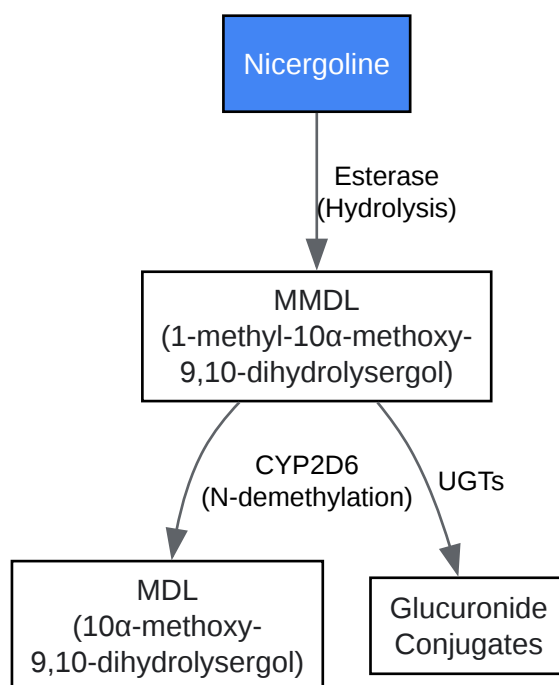 Nicergoline
Esterase
(Hydrolysis)
MMDL
(1-methyl-10α-methoxy-
9,10-dihydrolysergol)
CYP2D6
(N-demethylation)
UGTs
MDL
(10α-methoxy-
9,10-dihydrolysergol)
Glucuronide
Conjugates